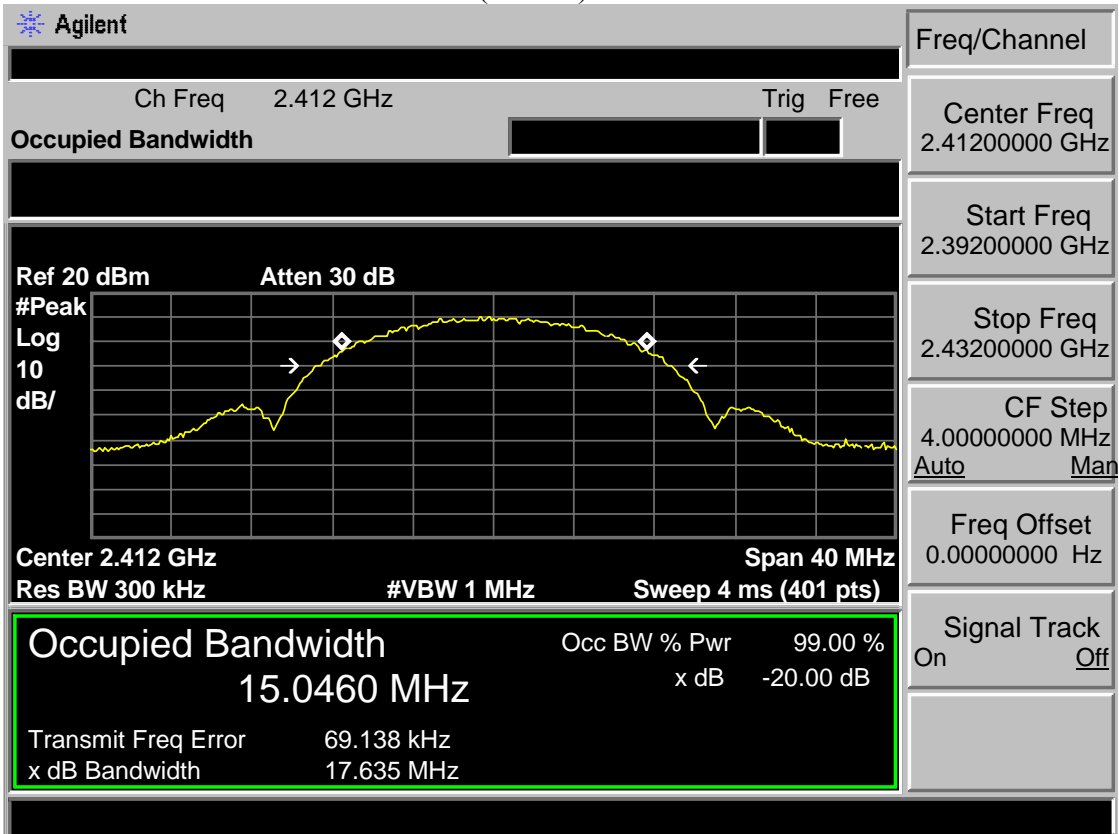 Agilent
Freq/Channel
Ch Freq 2.412 GHz Trig Free
Occupied Bandwidth
Center Freq
2.41200000 GHz
Start Freq
2.39200000 GHz
Ref 20 dBm Atten 30 dB
#Peak
Log
10
dB/
Stop Freq
2.43200000 GHz
CF Step
4.00000000 MHz
Auto Man
Freq Offset
0.00000000 Hz
Center 2.412 GHz Span 40 MHz
Res BW 300 kHz #VBW 1 MHz Sweep 4 ms (401 pts)
Signal Track
On Off
Occupied Bandwidth
15.0460 MHz
Occ BW % Pwr 99.00 %
x dB -20.00 dB
Transmit Freq Error 69.138 kHz
x dB Bandwidth 17.635 MHz